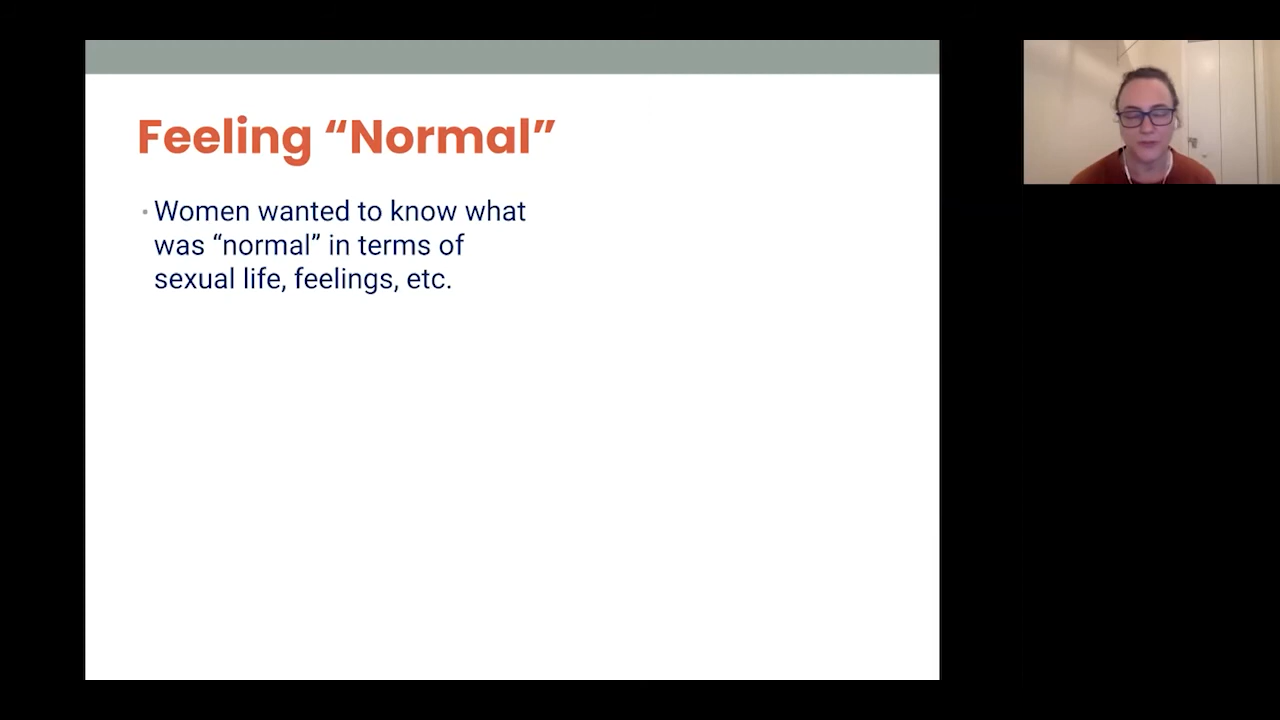 Feeling “Normal”
• Women wanted to know what
was “normal” in terms of
sexual life, feelings, etc.